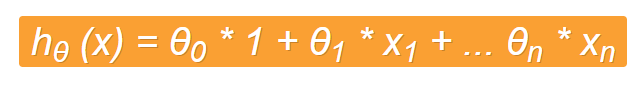 hθ (x) = θ0 * 1 + θ1 * x1 + ... θn * xn